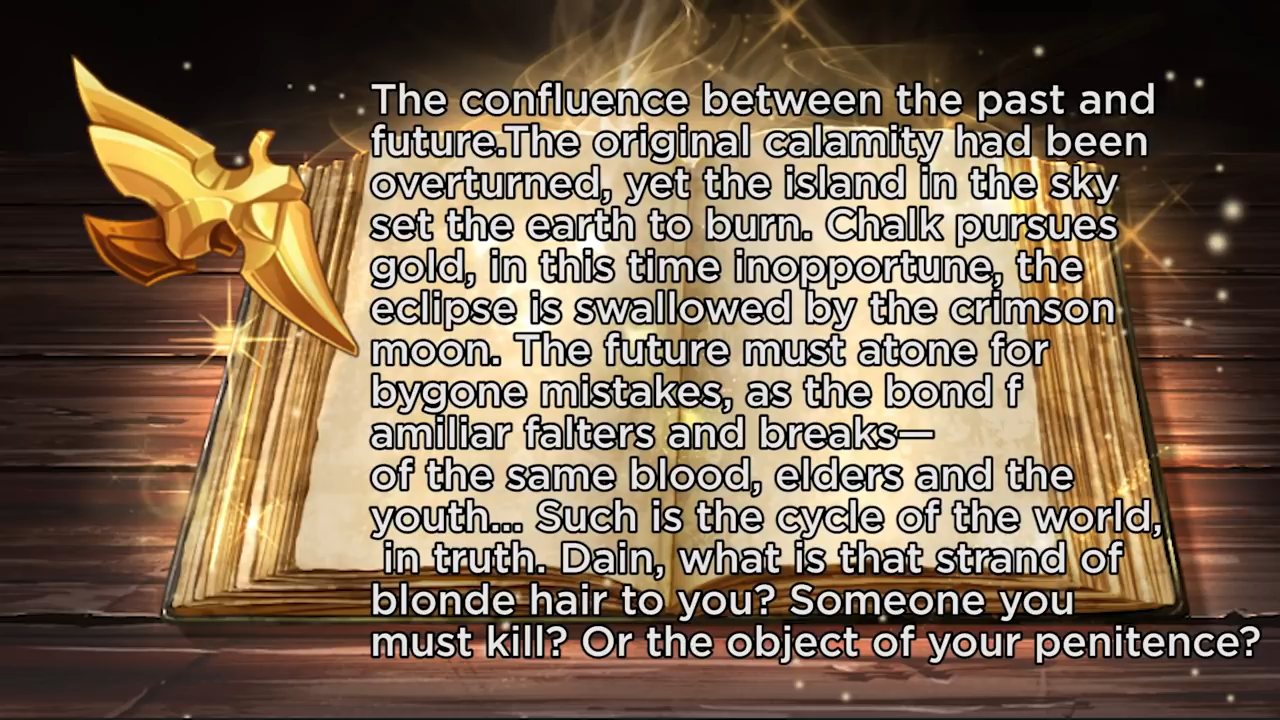 The confluence between the past and
future.The original calamity had been
overturned, yet the island in the sky
set the earth to burn. Chalk pursues
gold, in this time inopportune, the
eclipse is swallowed by the crimson
moon. The future must atone for
bygone mistakes, as the bond f
amiliar falters and breaks—
of the same blood, elders and the
youth... Such is the cycle of the world,
in truth. Dain, what is that strand of
blonde hair to you? Someone you
must kill? Or the object of your penitence?